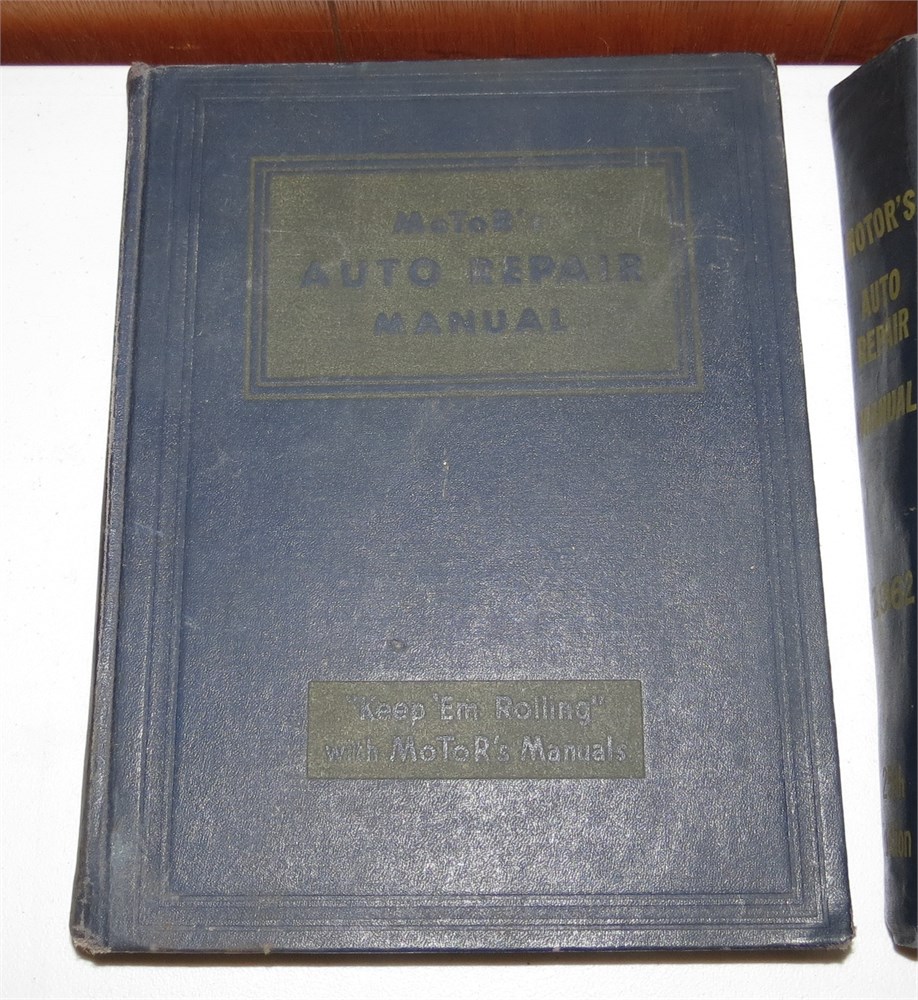 MoToR's
AUTO REPAIR
MANUAL
"Keep 'Em Rolling"
with MoToR's Manuals
MOTOR'S
AUTO
REPAIR
MANUAL